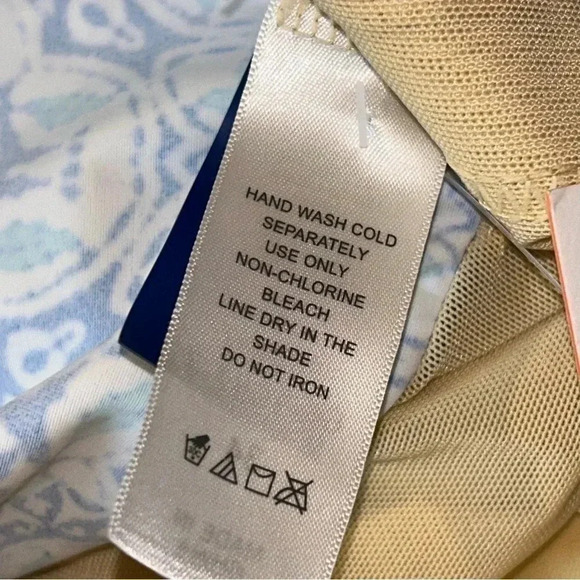 HAND WASH COLD
SEPARATELY
USE ONLY
NON-CHLORINE
BLEACH
LINE DRY IN THE
SHADE
DO NOT IRON